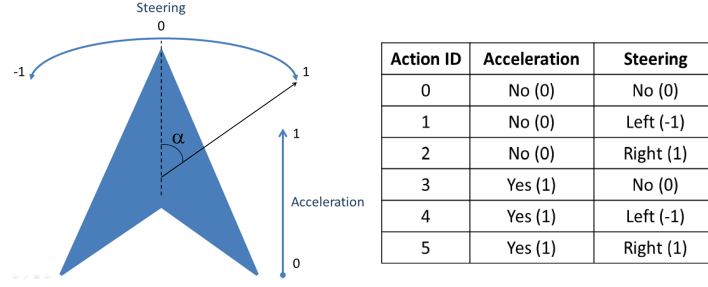 Steering
0
-1
1
α
1
Acceleration
0
Action ID Acceleration Steering
0 No (0) No (0)
1 No (0) Left (-1)
2 No (0) Right (1)
3 Yes (1) No (0)
4 Yes (1) Left (-1)
5 Yes (1) Right (1)